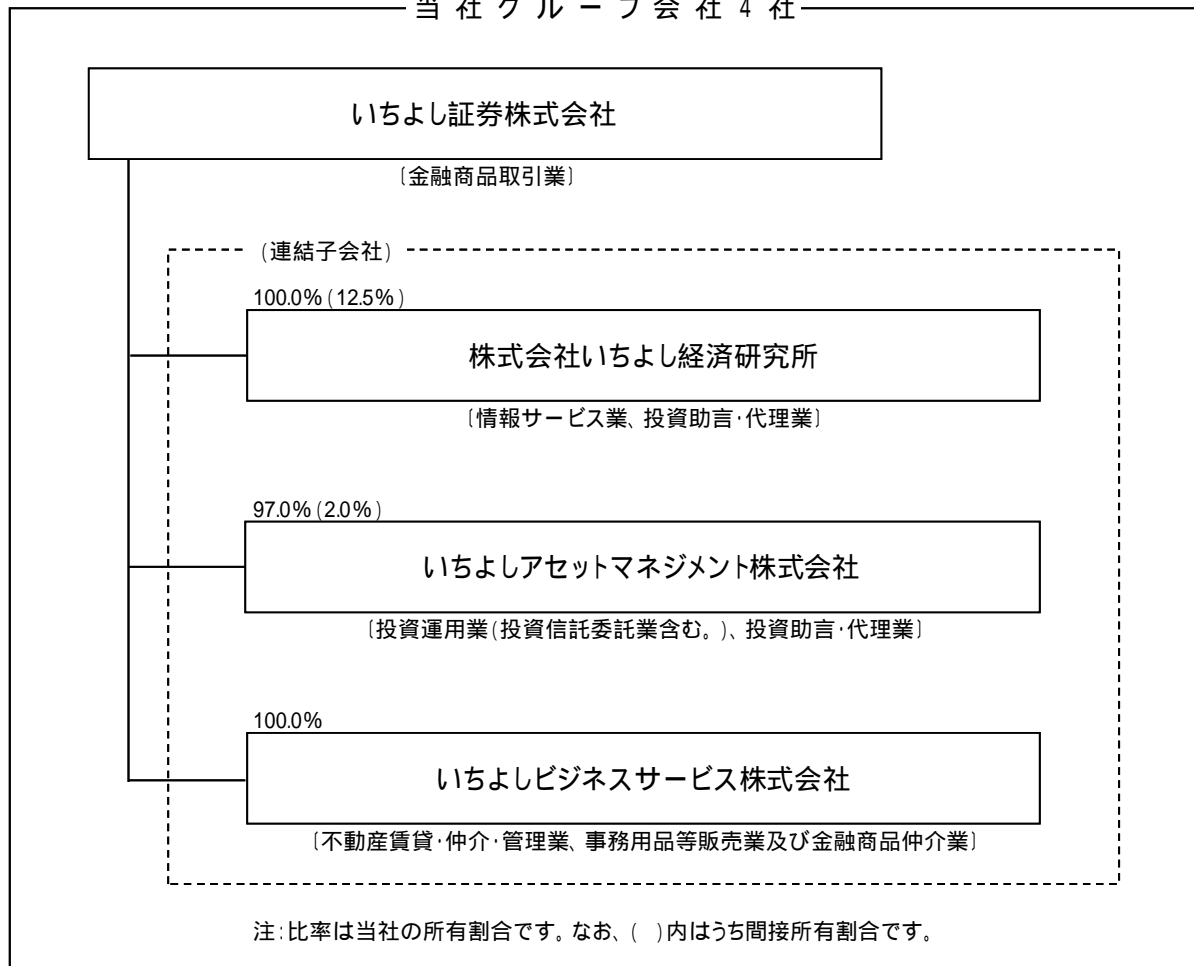 当社グループ会社4社
いちよし証券株式会社
〔金融商品取引業〕
(連結子会社)
100.0%(12.5%)
株式会社いちよし経済研究所
〔情報サービス業、投資助言・代理業〕
97.0%(2.0%)
いちよしアセットマネジメント株式会社
〔投資運用業(投資信託委託業含む。)、投資助言・代理業〕
100.0%
いちよしビジネスサービス株式会社
〔不動産賃貸・仲介・管理業、事務用品等販売業及び金融商品仲介業〕
注:比率は当社の所有割合です。なお、( )内はうち間接所有割合です。